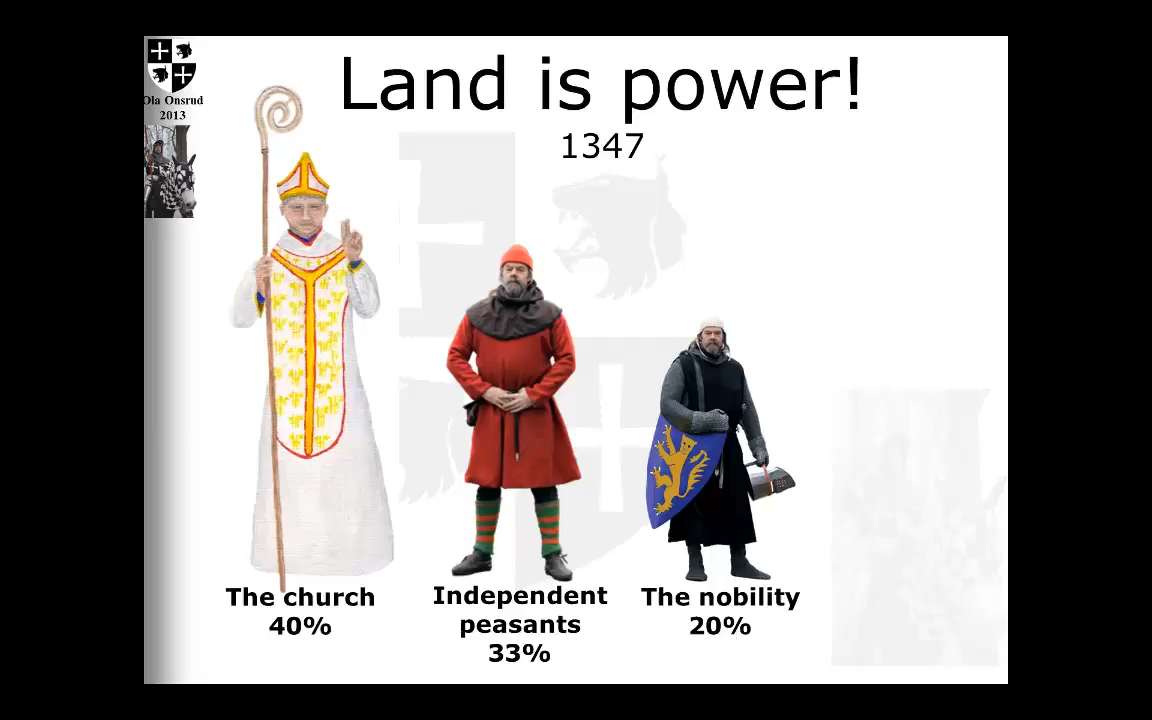 Ola Onsrud
2013
Land is power!
1347
The church
40%
Independent
peasants
33%
The nobility
20%